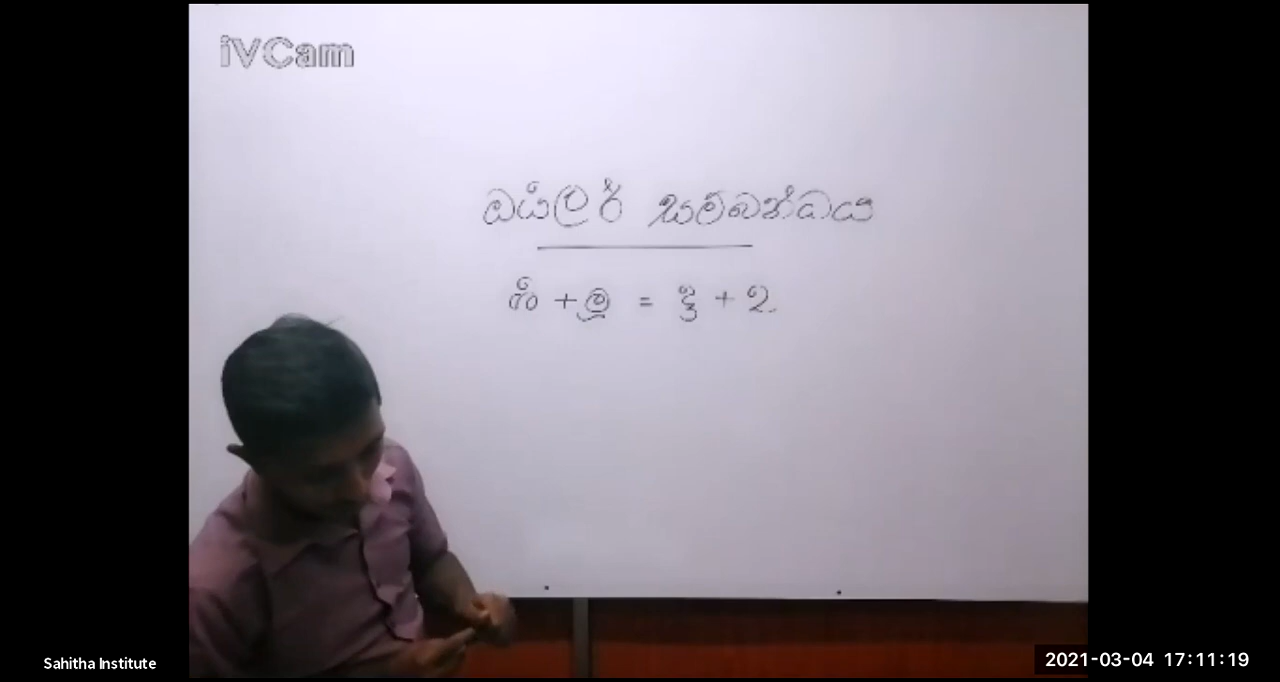 iVCam
ඔයිලර් සම්බන්ධය
ශී + මු = දා + 2
Sahitha Institute
2021-03-04 17:11:19